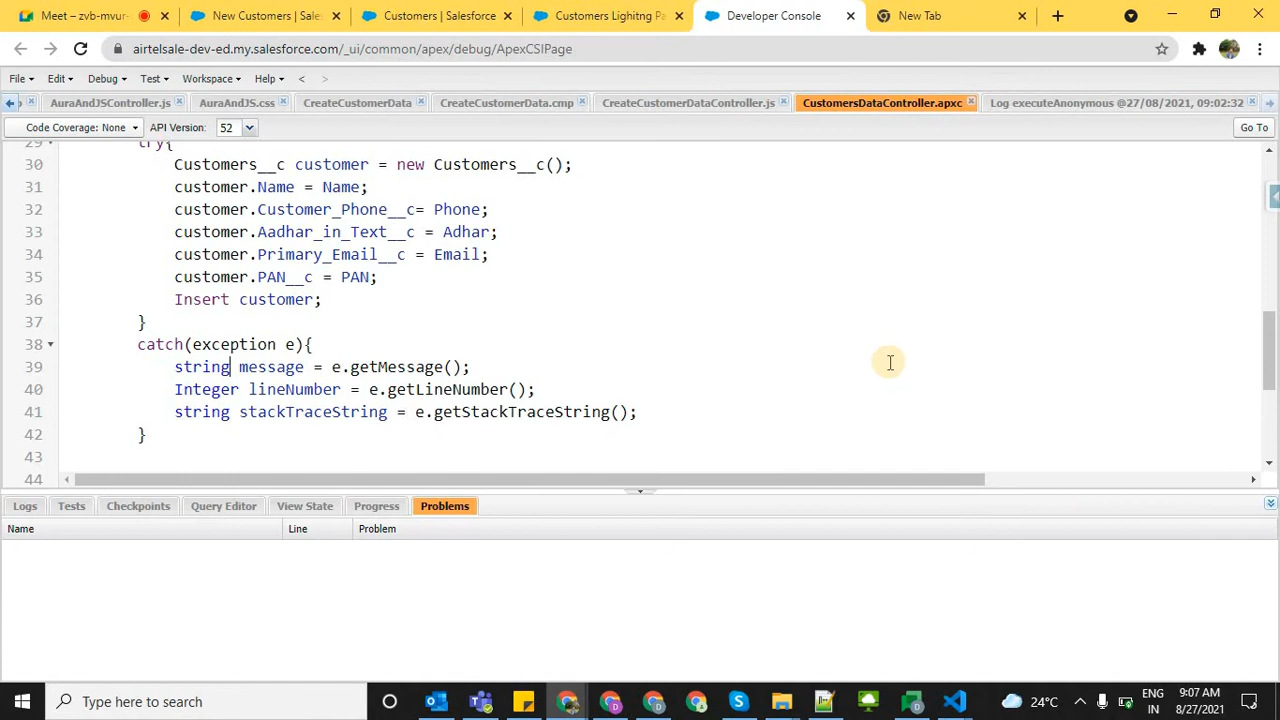 Meet – zvb-mvur-
New Customers | Sales
Customers | Salesforce
Customers Lighitng Pa
Developer Console
New Tab
airtelsale-dev-ed.my.salesforce.com/_ui/common/apex/debug/ApexCSIPage
File Edit Debug Test Workspace Help < >
AuraAndJSController.js AuraAndJS.css CreateCustomerData CreateCustomerData.cmp CreateCustomerDataController.js CustomersDataController.apxc Log executeAnonymous @27/08/2021, 09:02:32
Code Coverage: None API Version: 52 Go To
29 try{
30 Customers__c customer = new Customers__c();
31 customer.Name = Name;
32 customer.Customer_Phone__c= Phone;
33 customer.Aadhar_in_Text__c = Adhar;
34 customer.Primary_Email__c = Email;
35 customer.PAN__c = PAN;
36 Insert customer;
37 }
38 catch(exception e){
39 string message = e.getMessage();
40 Integer lineNumber = e.getLineNumber();
41 string stackTraceString = e.getStackTraceString();
42 }
43
44
Logs Tests Checkpoints Query Editor View State Progress Problems
Name Line Problem
Type here to search
24°C
ENG
IN
9:07 AM
8/27/2021